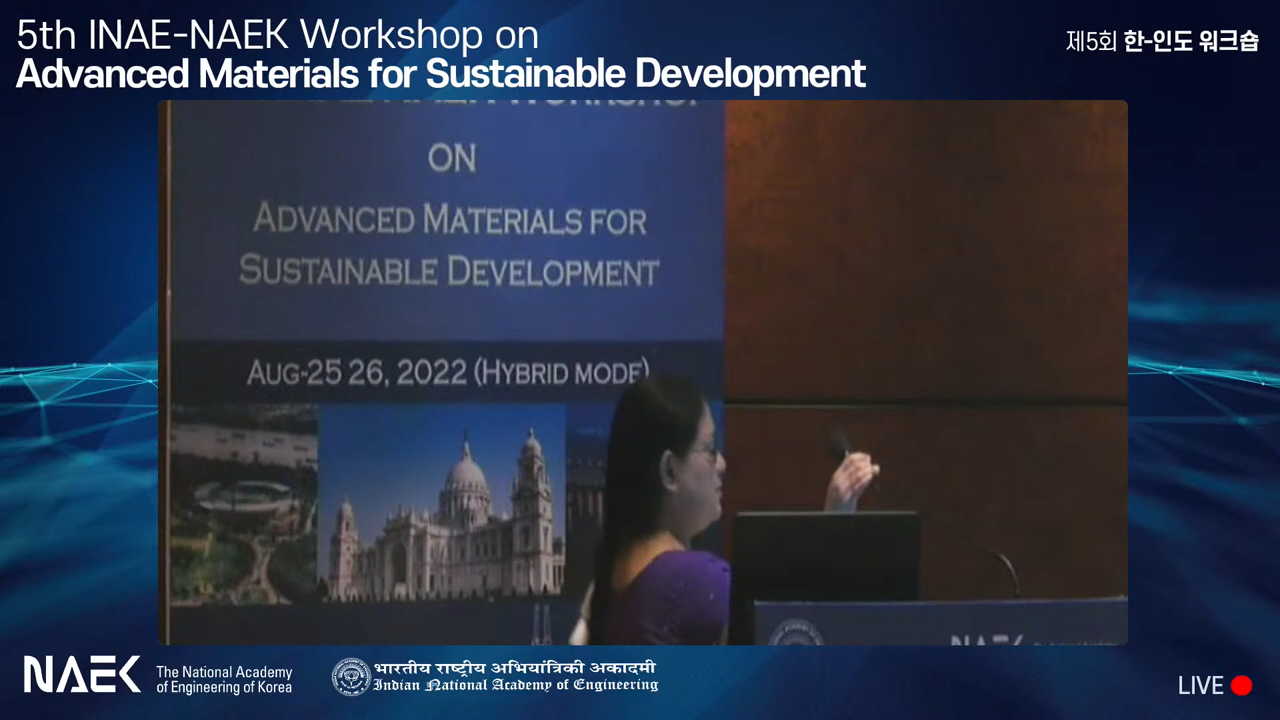 5th INAE-NAEK Workshop on
Advanced Materials for Sustainable Development
제5회 한-인도 워크숍
ON
ADVANCED MATERIALS FOR
SUSTAINABLE DEVELOPMENT
AUG-25 26, 2022 (HYBRID MODE)
NAEK
NAEK
The National Academy
of Engineering of Korea
भारतीय राष्ट्रीय अभियांत्रिकी अकादमी
Indian National Academy of Engineering
LIVE